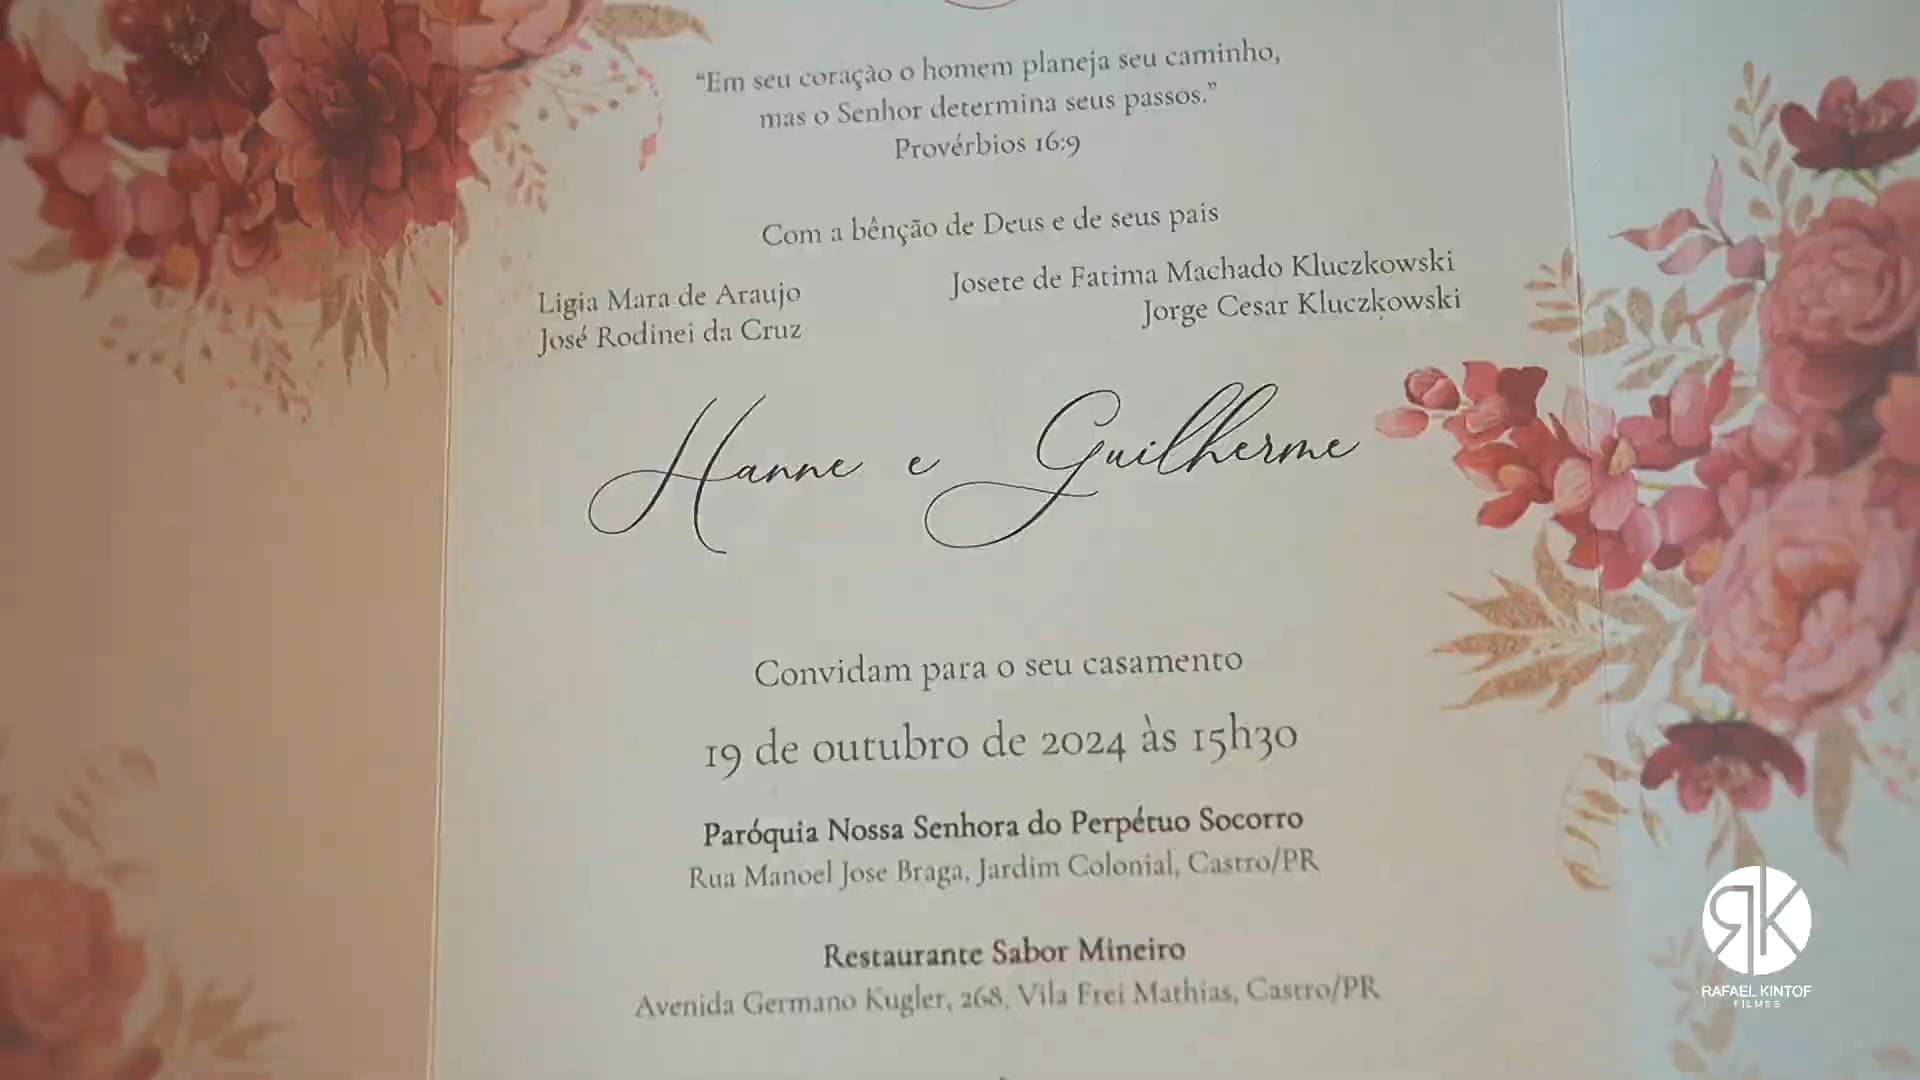 “Em seu coração o homem planeja seu caminho,
mas o Senhor determina seus passos.”
Provérbios 16:9
Com a bênção de Deus e de seus pais
Ligia Mara de Araujo
José Rodinei da Cruz
Josete de Fatima Machado Kluczkowski
Jorge Cesar Kluczkowski
Hanne e Guilherme
Convidam para o seu casamento
19 de outubro de 2024 às 15h30
Paróquia Nossa Senhora do Perpétuo Socorro
Rua Manoel Jose Braga, Jardim Colonial, Castro/PR
Restaurante Sabor Mineiro
Avenida Germano Kugler, 268, Vila Frei Mathias, Castro/PR
RK
RAFAEL KINTOF
FILMES